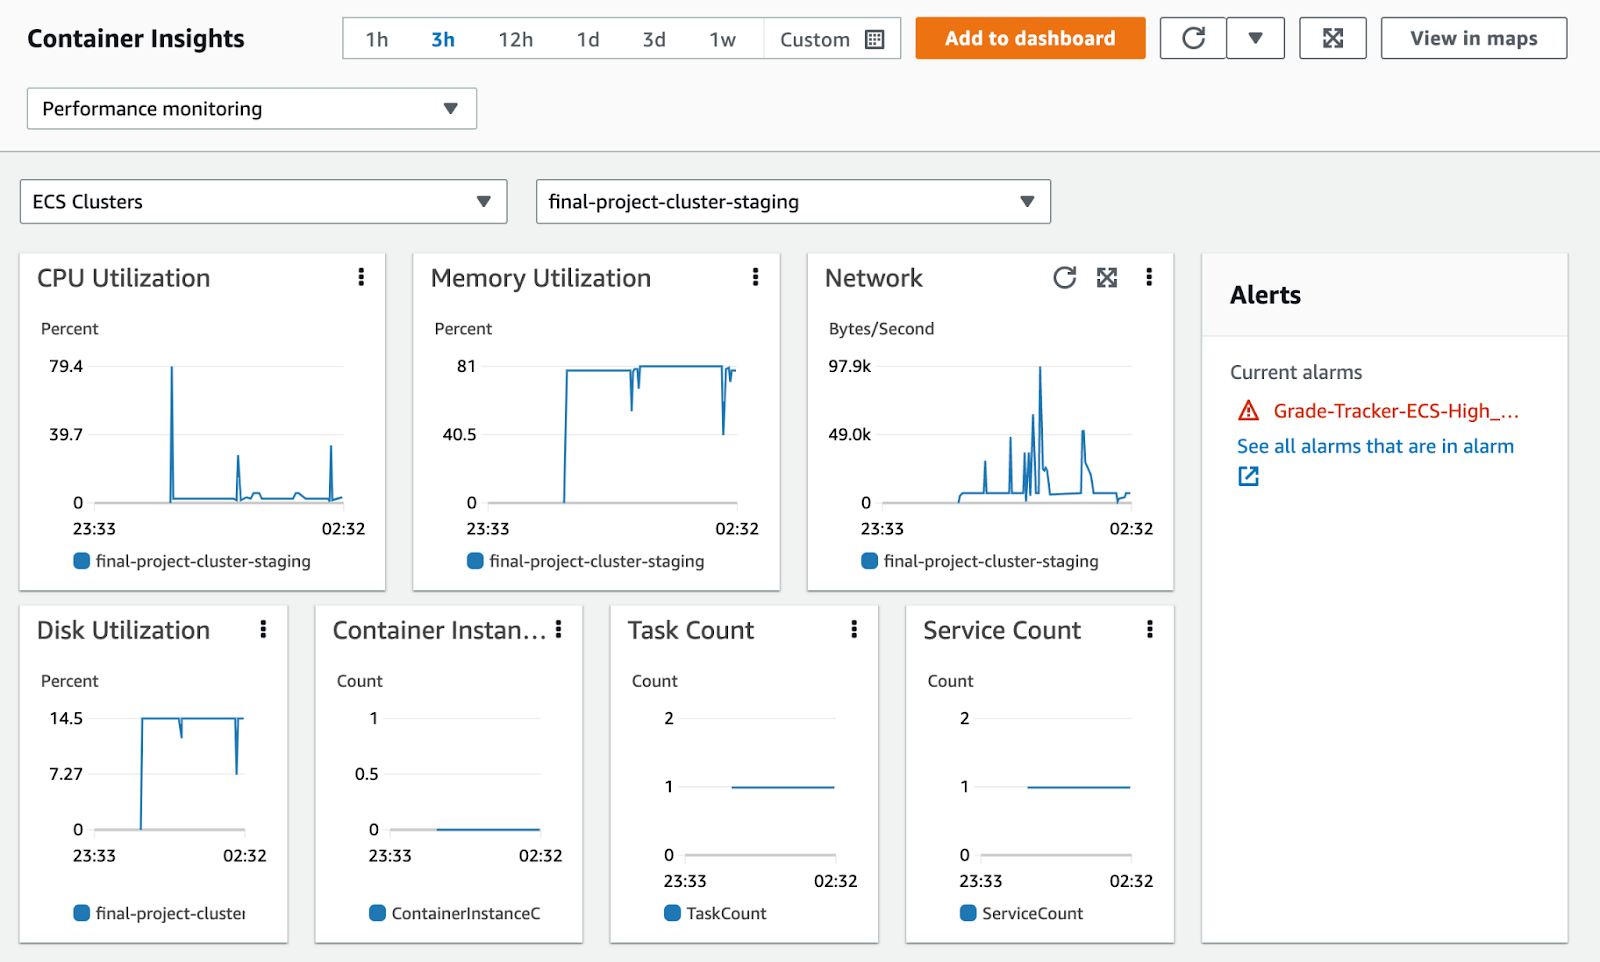 Container Insights
1h 3h 12h 1d 3d 1w Custom
Add to dashboard
View in maps
Performance monitoring
ECS Clusters
final-project-cluster-staging
CPU Utilization
Percent
79.4
39.7
0
23:33 02:32
final-project-cluster-staging
Memory Utilization
Percent
81
40.5
0
23:33 02:32
final-project-cluster-staging
Network
Bytes/Second
97.9k
49.0k
0
23:33 02:32
final-project-cluster-staging
Alerts
Current alarms
Grade-Tracker-ECS-High_...
See all alarms that are in alarm
Disk Utilization
Percent
14.5
7.27
0
23:33 02:32
final-project-cluster
Container Instan...
Count
1
0.5
0
23:33 02:32
ContainerInstanceC
Task Count
Count
2
1
0
23:33 02:32
TaskCount
Service Count
Count
2
1
0
23:33 02:32
ServiceCount